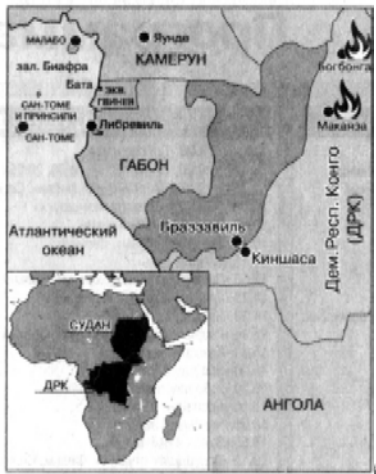 МАЛАБО
Яунде
КАМЕРУН
зал. Биафра
Богбонга
Бата
ЭКВ.
ГВИНЕЯ
САН-ТОМЕ
И ПРИНСИПИ
САН-ТОМЕ
Либревиль
Маканза
ГАБОН
Дем. Респ. Конго
(ДРК)
Браззавиль
Киншаса
Атлантический
океан
СУДАН
ДРК
АНГОЛА